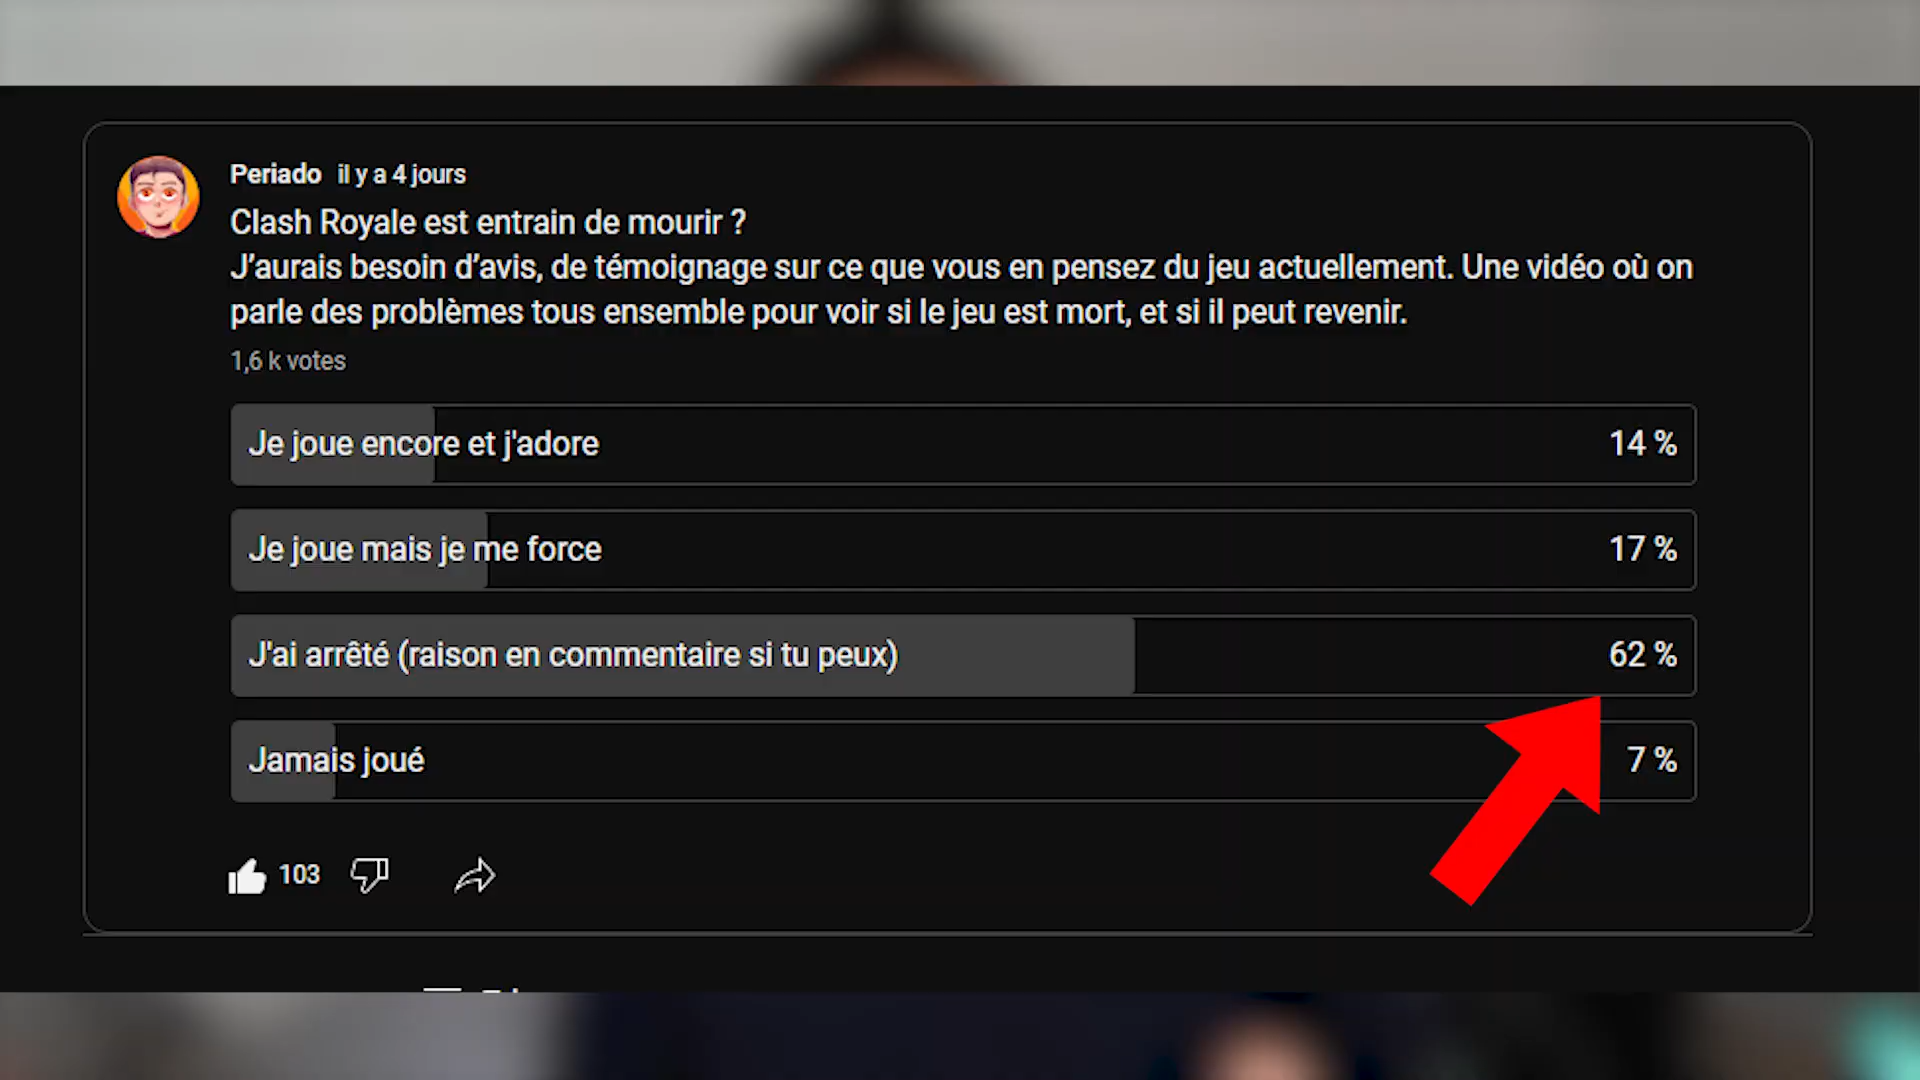 Periado il y a 4 jours
Clash Royale est entrain de mourir ?
J’aurais besoin d’avis, de témoignage sur ce que vous en pensez du jeu actuellement. Une vidéo où on
parle des problèmes tous ensemble pour voir si le jeu est mort, et si il peut revenir.
1,6 k votes
Je joue encore et j'adore 14 %
Je joue mais je me force 17 %
J'ai arrêté (raison en commentaire si tu peux) 62 %
Jamais joué 7 %
103